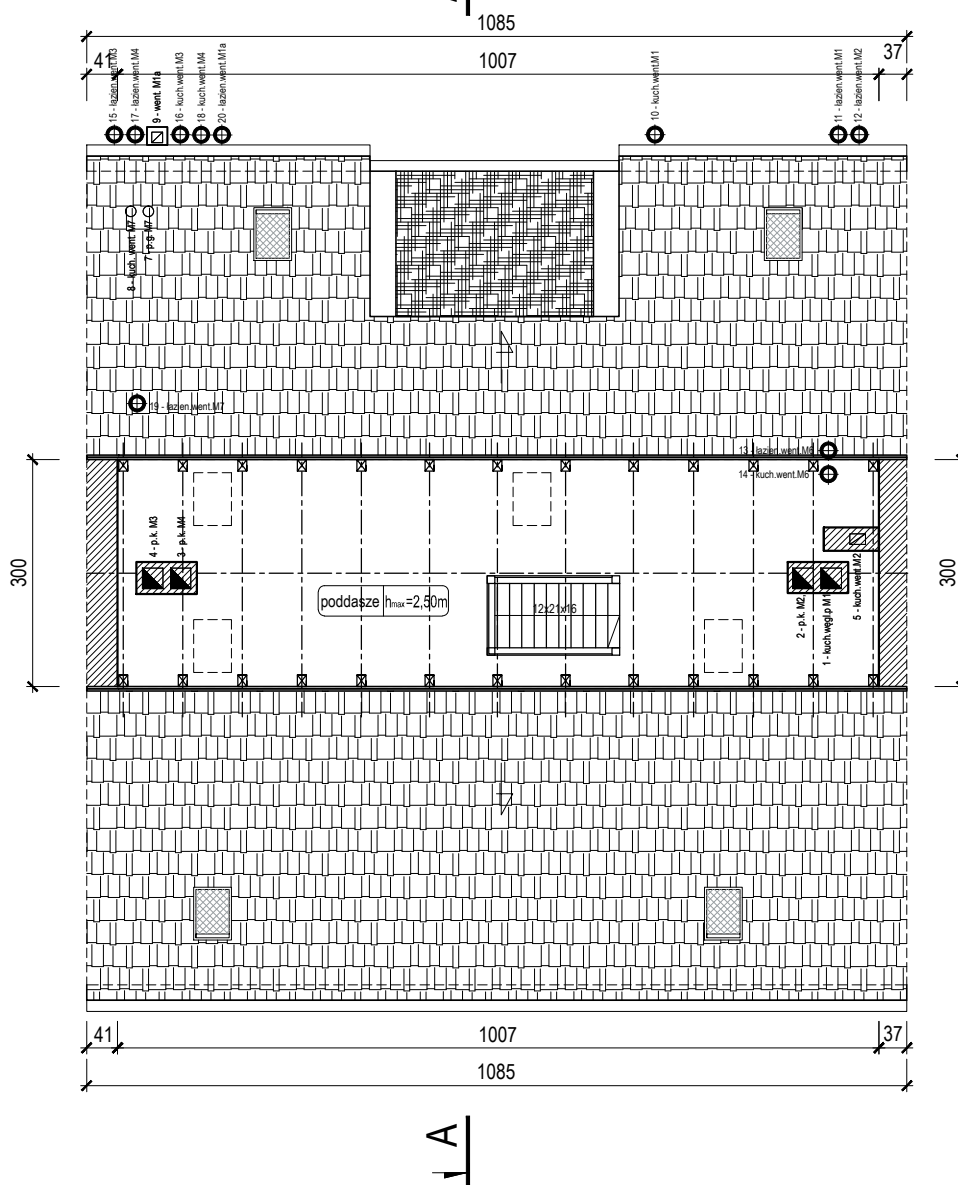 1085
41
1007
37
15 - łazien.went.M3
17 - łazien.went.M4
9 - went. M1a
16 - kuch.went.M3
18 - kuch.went.M4
20 - łazien.went.M1a
10 - kuch.went.M1
11 - łazien.went.M1
12 - łazien.went.M2
8 - kuch. went. M7
7 - p.g. M7
19 - łazien.went.M7
13 - łazien.went.M6
14 - kuch.went.M6
300
300
4 - p.k. M3
3 - p.k. M4
poddasze hmax=2,50m
12x21x16
2 - p.k. M2,
1 - kuch.węgl.p M1
5 - kuch.went.M2
41
1007
37
1085
A